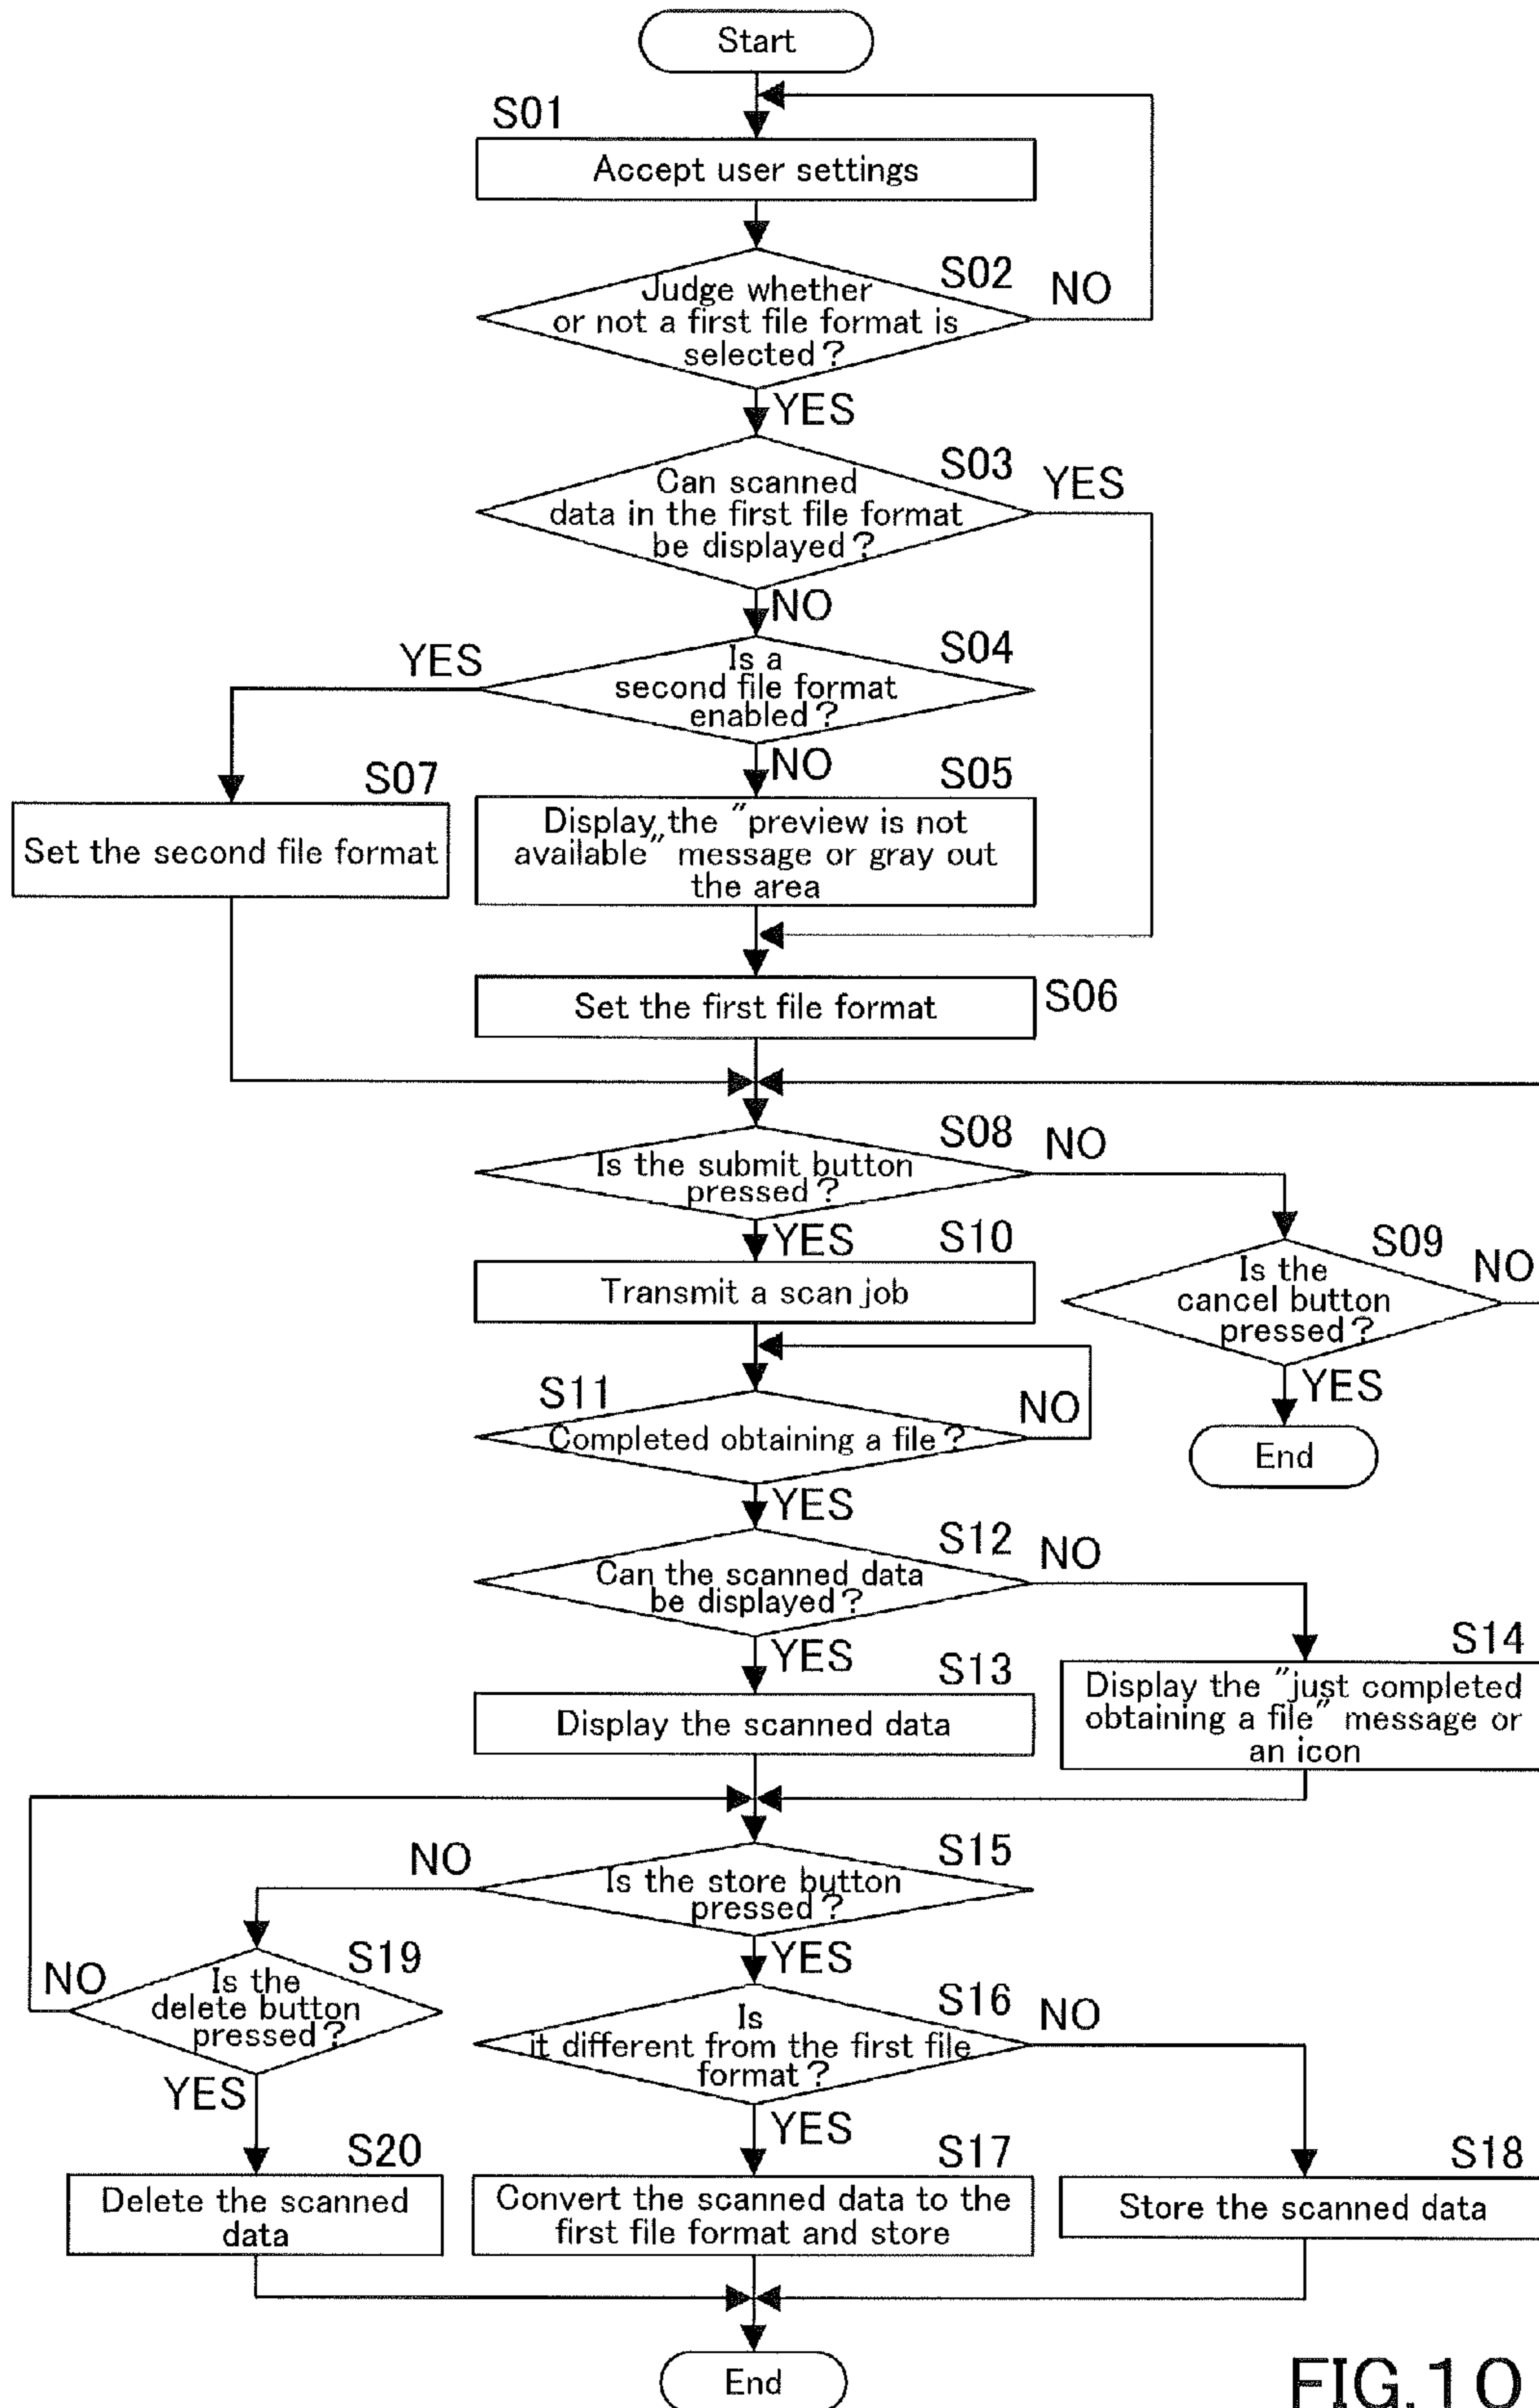 Start
S01
Accept user settings
S02
NO
Judge whether
or not a first file format is
selected?
YES
S03
YES
Can scanned
data in the first file format
be displayed?
NO
S04
YES
Is a
second file format
enabled?
NO
S07
S05
Set the second file format
Display the "preview is not
available" message or gray out
the area
Set the first file format
S06
S08
NO
Is the submit button
pressed?
YES
S10
Transmit a scan job
S09
NO
Is the
cancel button
pressed?
YES
End
S11
NO
Completed obtaining a file?
YES
S12
NO
Can the scanned data
be displayed?
YES
S13
Display the scanned data
S14
Display the "just completed
obtaining a file" message or
an icon
S15
NO
Is the store button
pressed?
YES
S19
NO
Is the
delete button
pressed?
YES
S16
NO
Is
it different from the first file
format?
YES
S20
Delete the scanned
data
S17
Convert the scanned data to the
first file format and store
S18
Store the scanned data
End
FIG.10